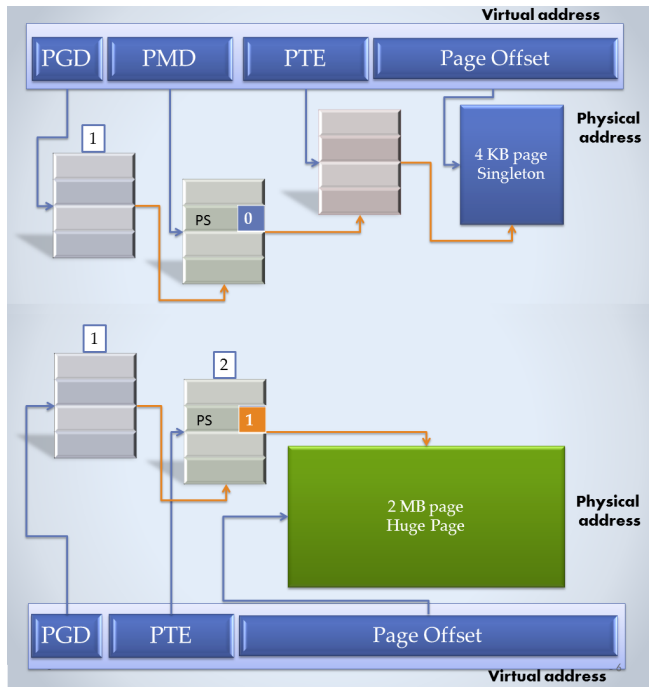 Virtual address
PGD PMD PTE Page Offset
Physical
address
1
4 KB page
Singleton
PS 0
1
2
PS 1
2 MB page
Huge Page
Physical
address
PGD PTE Page Offset
6
Virtual address